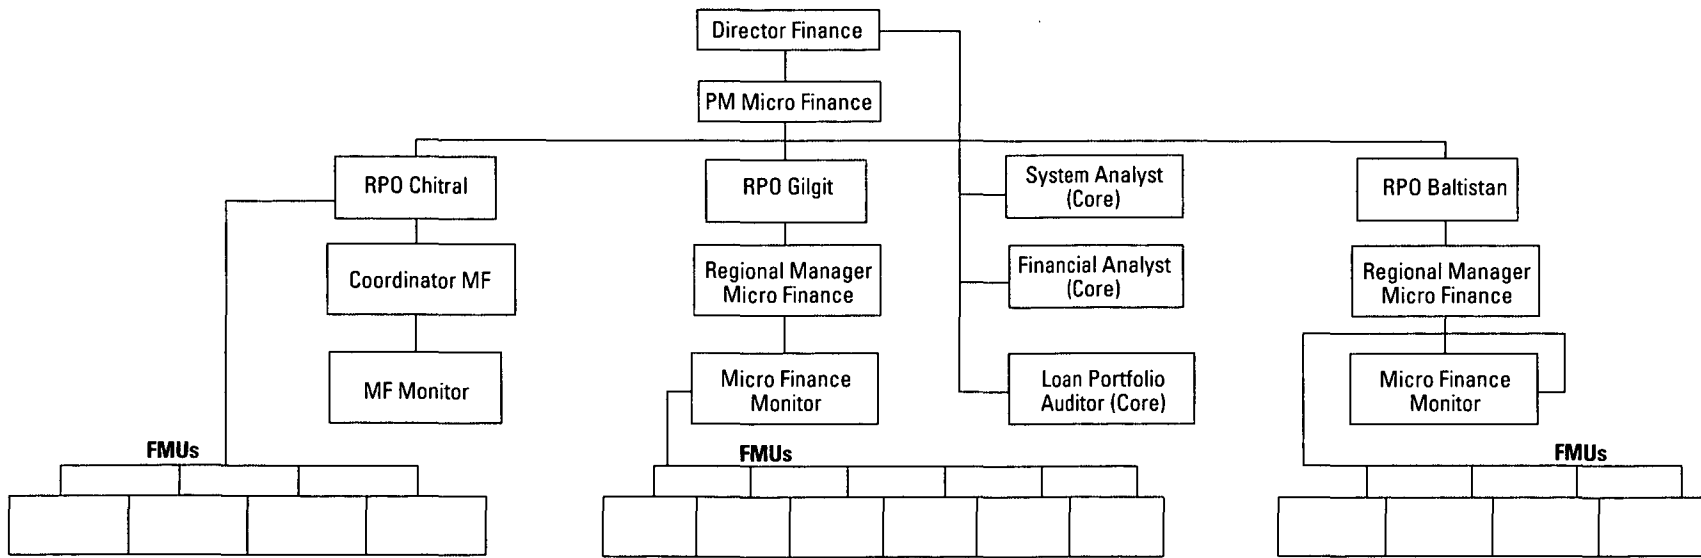 Director Finance
PM Micro Finance
RPO Chitral
RPO Gilgit
System Analyst
(Core)
RPO Baltistan
Coordinator MF
Regional Manager
Micro Finance
Financial Analyst
(Core)
Regional Manager
Micro Finance
MF Monitor
Micro Finance
Monitor
Loan Portfolio
Auditor (Core)
Micro Finance
Monitor
FMUs
FMUs
FMUs